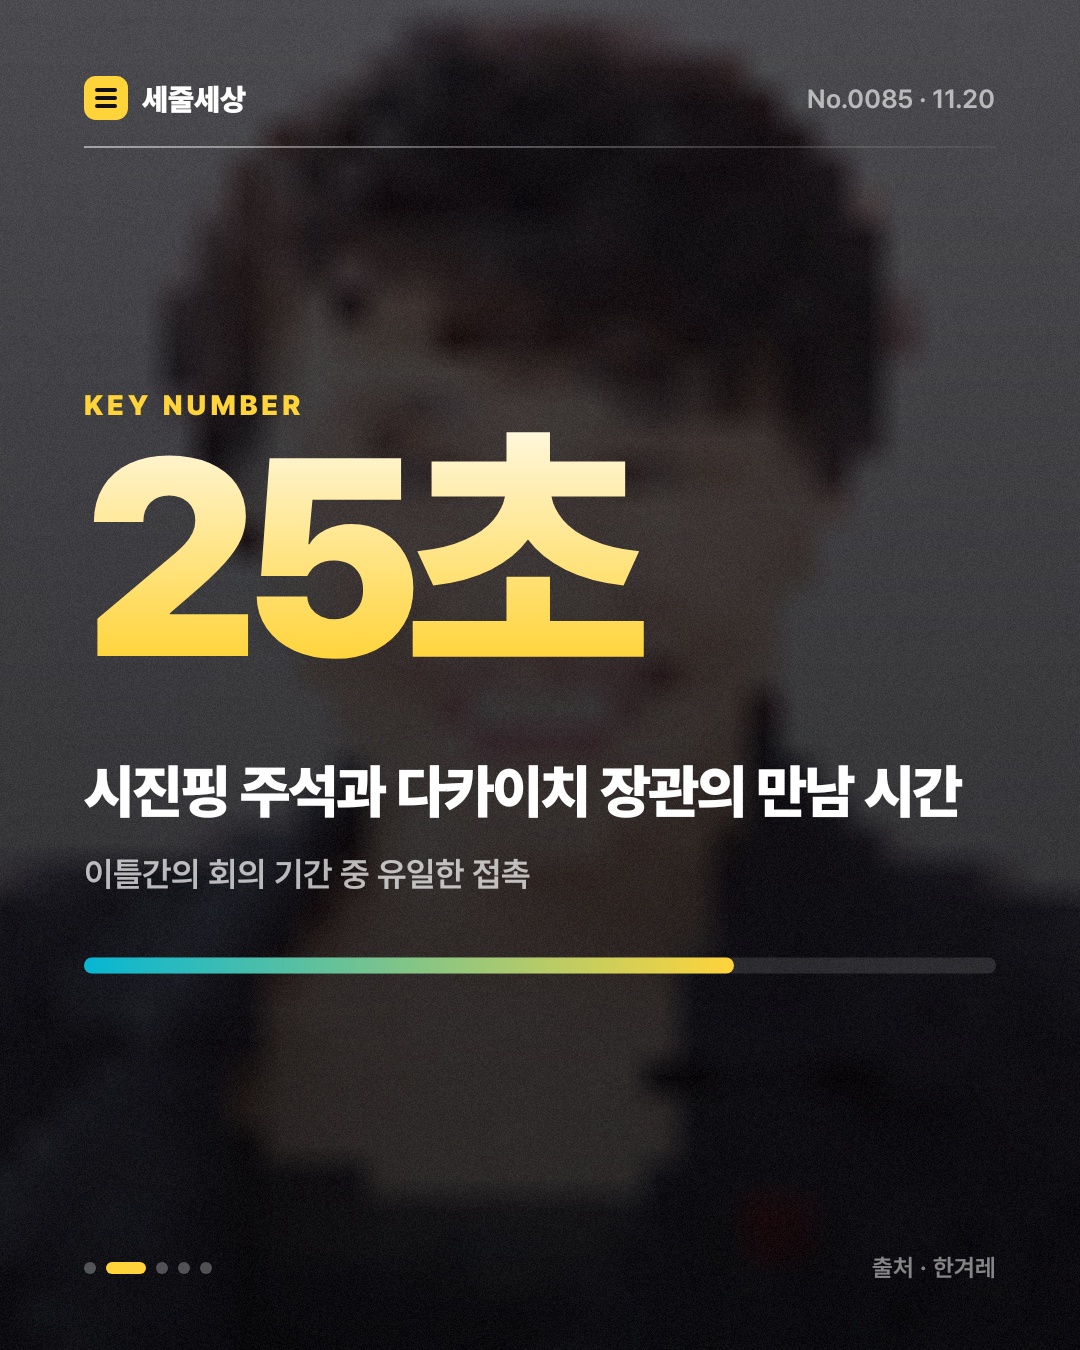 세줄세상
No.0085 · 11.20
KEY NUMBER
25초
시진핑 주석과 다카이치 장관의 만남 시간
이틀간의 회의 기간 중 유일한 접촉
출처 · 한겨레